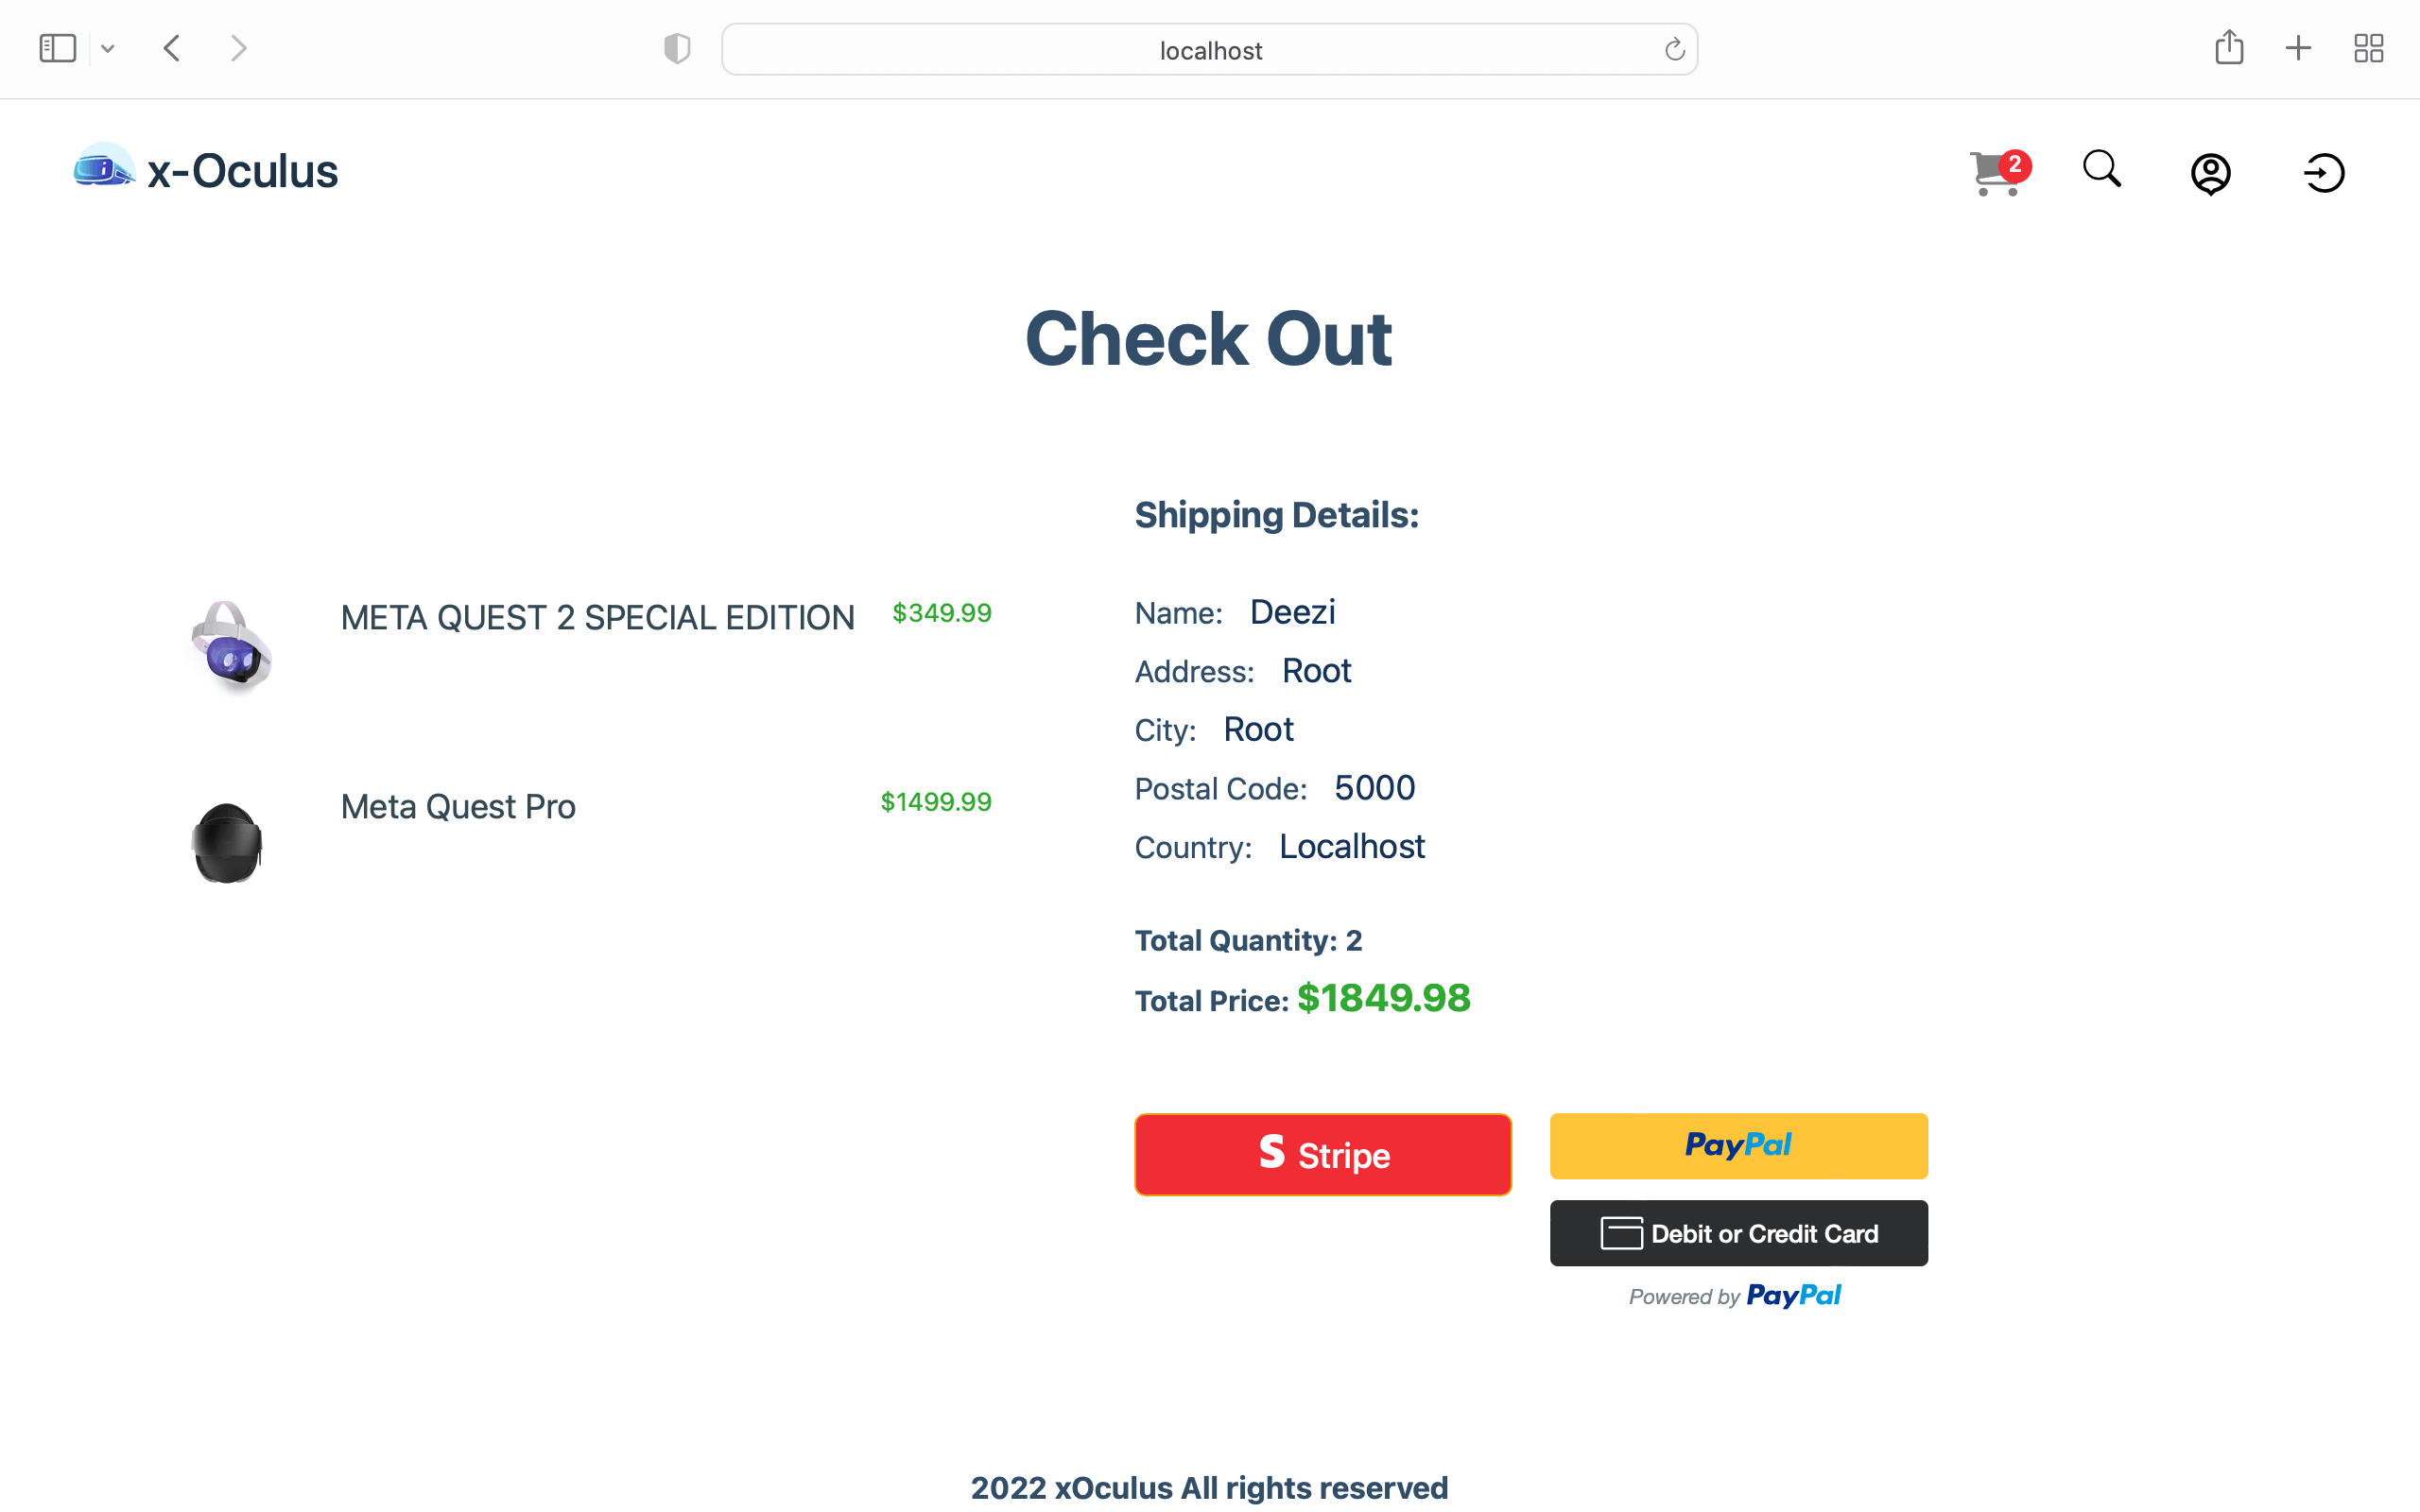 localhost
x-Oculus
2
Check Out
Shipping Details:
META QUEST 2 SPECIAL EDITION $349.99
Name: Deezi
Address: Root
City: Root
Postal Code: 5000
Meta Quest Pro $1499.99
Country: Localhost
Total Quantity: 2
Total Price: $1849.98
S Stripe
PayPal
Debit or Credit Card
Powered by PayPal
2022 xOculus All rights reserved